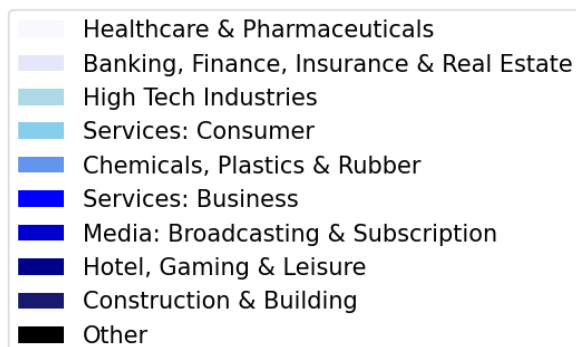 Healthcare & Pharmaceuticals
Banking, Finance, Insurance & Real Estate
High Tech Industries
Services: Consumer
Chemicals, Plastics & Rubber
Services: Business
Media: Broadcasting & Subscription
Hotel, Gaming & Leisure
Construction & Building
Other